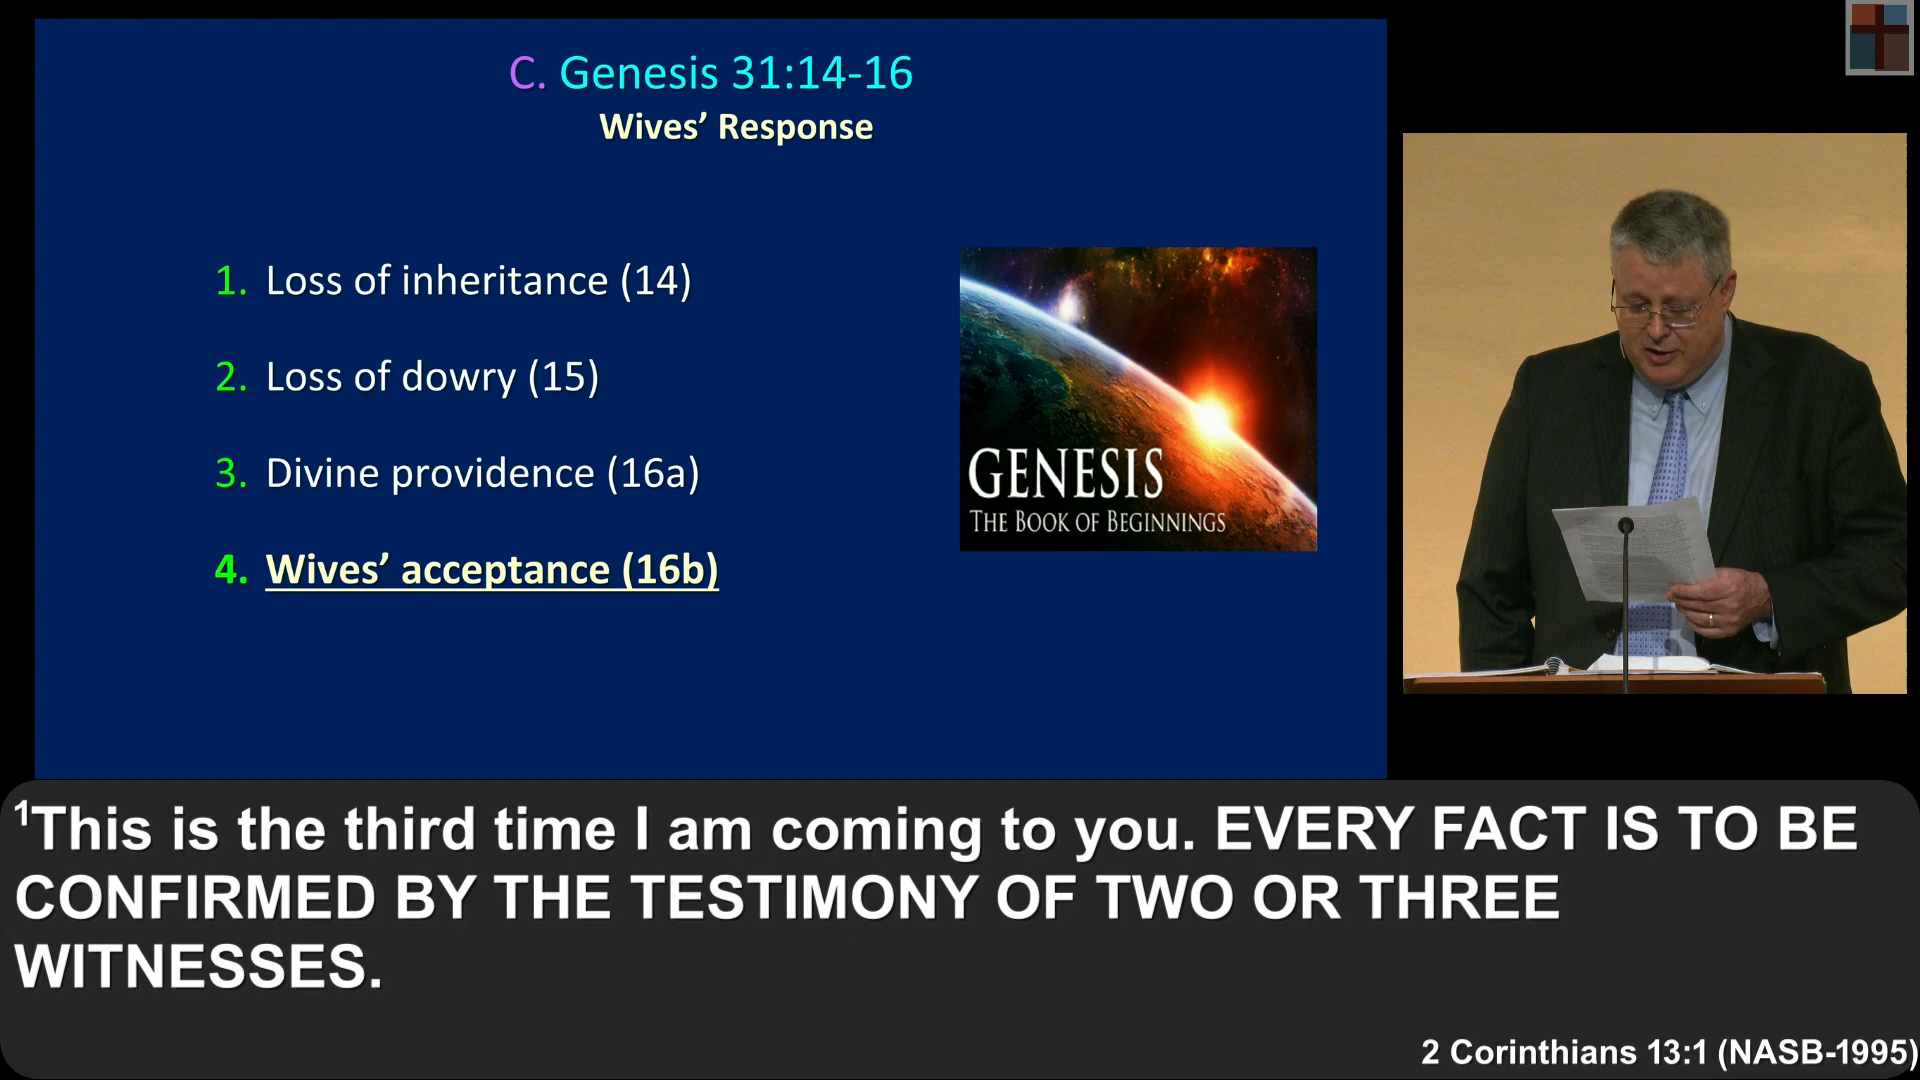 C. Genesis 31:14-16
Wives’ Response
1. Loss of inheritance (14)
2. Loss of dowry (15)
3. Divine providence (16a)
4. Wives’ acceptance (16b)
GENESIS
THE BOOK OF BEGINNINGS
¹This is the third time I am coming to you. EVERY FACT IS TO BE
CONFIRMED BY THE TESTIMONY OF TWO OR THREE
WITNESSES.
2 Corinthians 13:1 (NASB-1995)